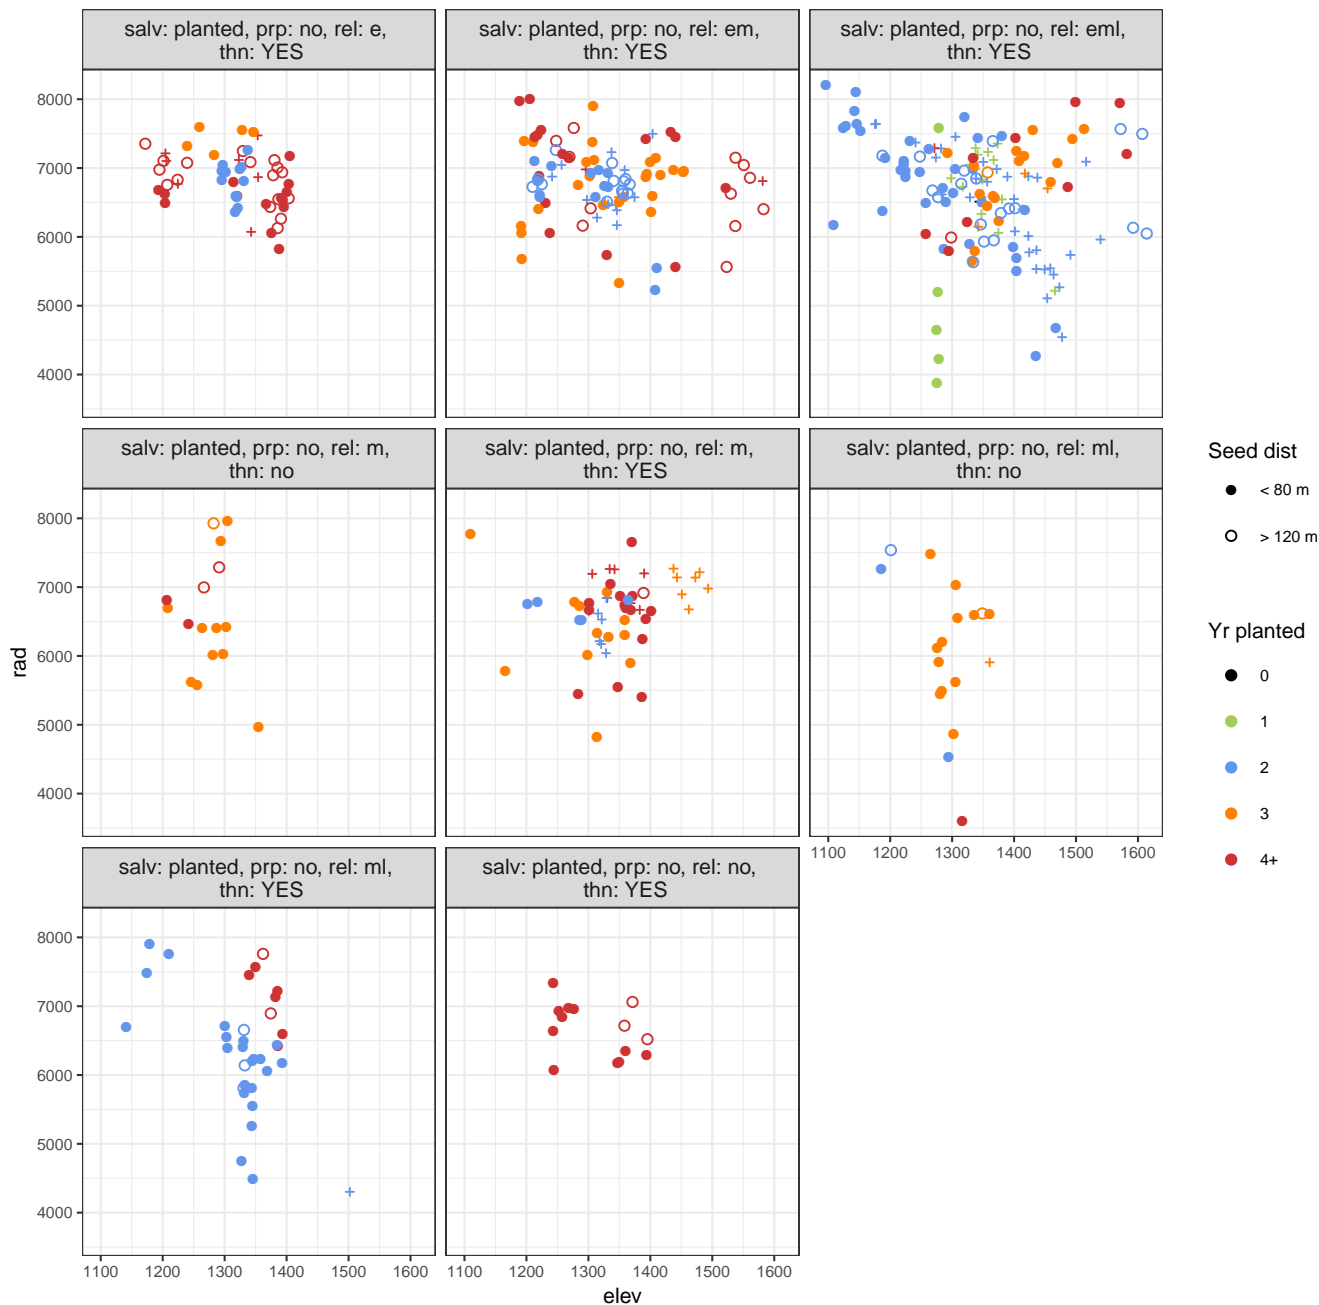 salv: planted, prp: no, rel: e,
thn: YES
salv: planted, prp: no, rel: em,
thn: YES
salv: planted, prp: no, rel: eml,
thn: YES
8000
7000
6000
5000
4000
salv: planted, prp: no, rel: m,
thn: no
salv: planted, prp: no, rel: m,
thn: YES
salv: planted, prp: no, rel: ml,
thn: no
8000
7000
6000
5000
4000
1100 1200 1300 1400 1500 1600
salv: planted, prp: no, rel: ml,
thn: YES
salv: planted, prp: no, rel: no,
thn: YES
8000
7000
6000
5000
4000
1100 1200 1300 1400 1500 1600
1100 1200 1300 1400 1500 1600
elev
rad
Seed dist
< 80 m
> 120 m
Yr planted
0
1
2
3
4+